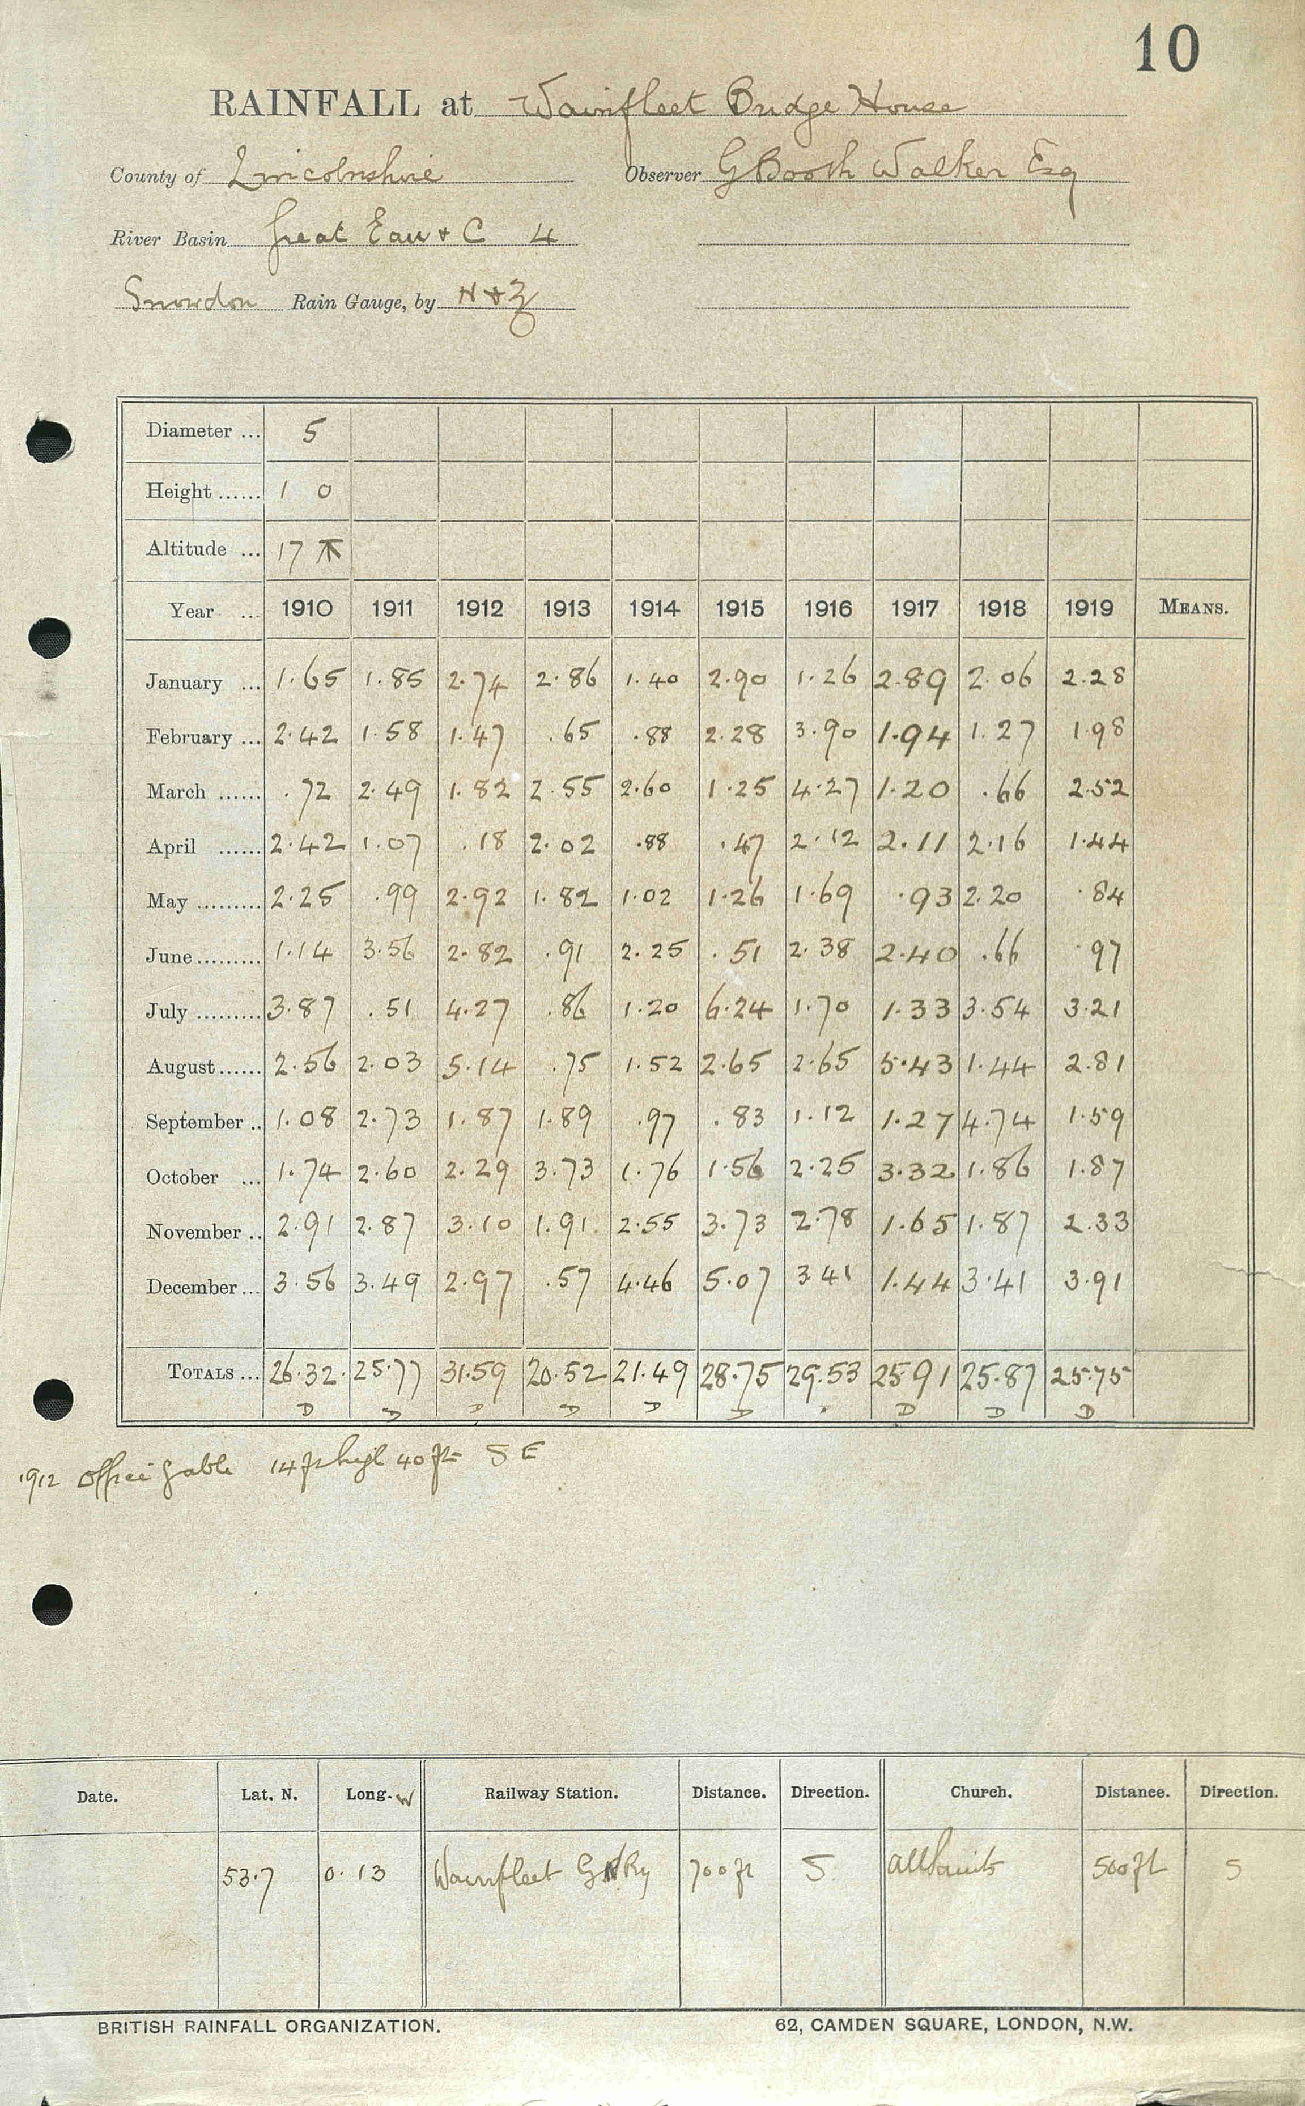 10
RAINFALL at Wainfleet Bridge House
County of Lincolnshire Observer G Booth Walker Esq
River Basin Great Eau & C 4
Snowdon Rain Gauge, by N & Z
Diameter ... 5
Height ...... 1 0
Altitude ... 17
Year ... 1910 1911 1912 1913 1914 1915 1916 1917 1918 1919 MEANS.
January ... 1.65 1.85 2.74 2.86 1.40 2.90 1.26 2.89 2.06 2.28
February ... 2.42 1.58 1.47 .65 .88 2.28 3.90 1.94 1.27 1.98
March ...... .72 2.49 1.82 2.55 2.60 1.25 4.27 1.20 .66 2.52
April ...... 2.42 1.07 .18 2.02 .88 .47 2.12 2.11 2.16 1.44
May ......... 2.25 .99 2.92 1.82 1.02 1.26 1.69 .93 2.20 .84
June ......... 1.14 3.56 2.82 .91 2.25 .51 2.38 2.40 .66 .97
July ......... 3.87 .51 4.27 .86 1.20 6.24 1.70 1.33 3.54 3.21
August ...... 2.56 2.03 5.14 .75 1.52 2.65 2.65 5.43 1.44 2.81
September .. 1.08 2.73 1.87 1.89 .97 .83 1.12 1.27 4.74 1.59
October ... 1.74 2.60 2.29 3.73 1.76 1.56 2.25 3.32 1.86 1.87
November .. 2.91 2.87 3.10 1.91 2.55 3.73 2.78 1.65 1.87 2.33
December ... 3.56 3.49 2.97 .57 4.46 5.07 3.41 1.44 3.41 3.91
TOTALS ... 26.32 25.77 31.59 20.52 21.49 28.75 29.53 25.91 25.87 25.75
D D D D D D D D D
1912 Office gable 14 ft high 40 ft SE
Date. Lat. N. Long. W Railway Station. Distance. Direction. Church. Distance. Direction.
53.7 0.13 Wainfleet GNRy 700 ft S All Saints 500 ft S
BRITISH RAINFALL ORGANIZATION. 62, CAMDEN SQUARE, LONDON, N.W.